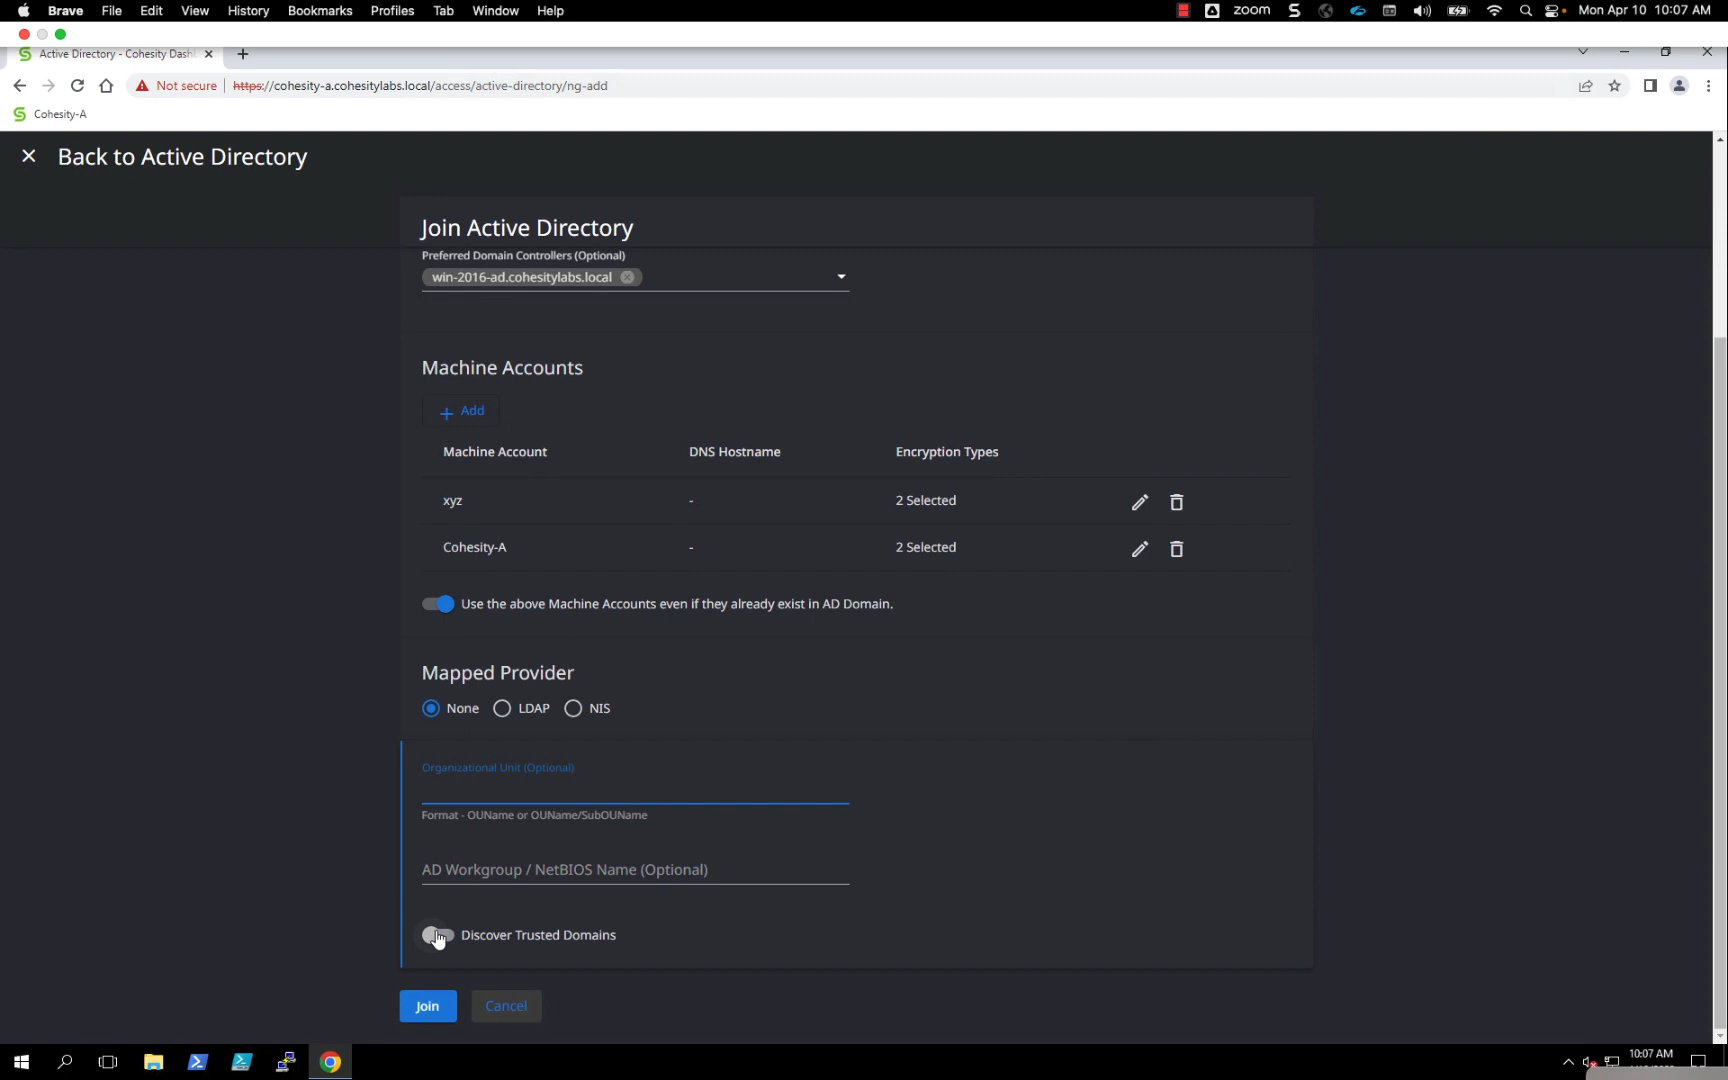 Brave File Edit View History Bookmarks Profiles Tab Window Help zoom Mon Apr 10 10:07 AM
Active Directory - Cohesity Dash
Not secure https://cohesity-a.cohesitylabs.local/access/active-directory/ng-add
Cohesity-A
Back to Active Directory
Join Active Directory
Preferred Domain Controllers (Optional)
win-2016-ad.cohesitylabs.local
Machine Accounts
Add
Machine Account DNS Hostname Encryption Types
xyz - 2 Selected
Cohesity-A - 2 Selected
Use the above Machine Accounts even if they already exist in AD Domain.
Mapped Provider
None LDAP NIS
Organizational Unit (Optional)
Format - OUName or OUName/SubOUName
AD Workgroup / NetBIOS Name (Optional)
Discover Trusted Domains
Join Cancel
10:07 AM